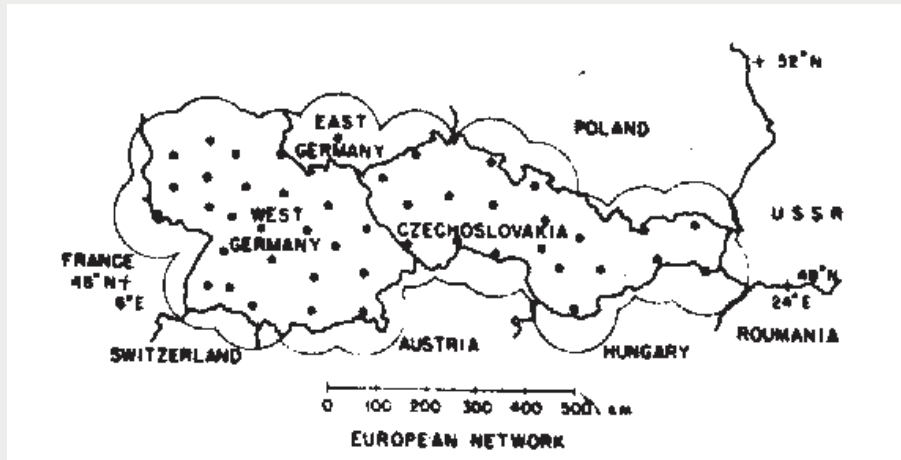 + 52°N
EAST
GERMANY
POLAND
WEST
GERMANY
CZECHOSLOVAKIA
USSR
FRANCE
48°N+
6°E
48°N
24°E
SWITZERLAND
AUSTRIA
HUNGARY
ROUMANIA
0 100 200 300 400 500
EUROPEAN NETWORK